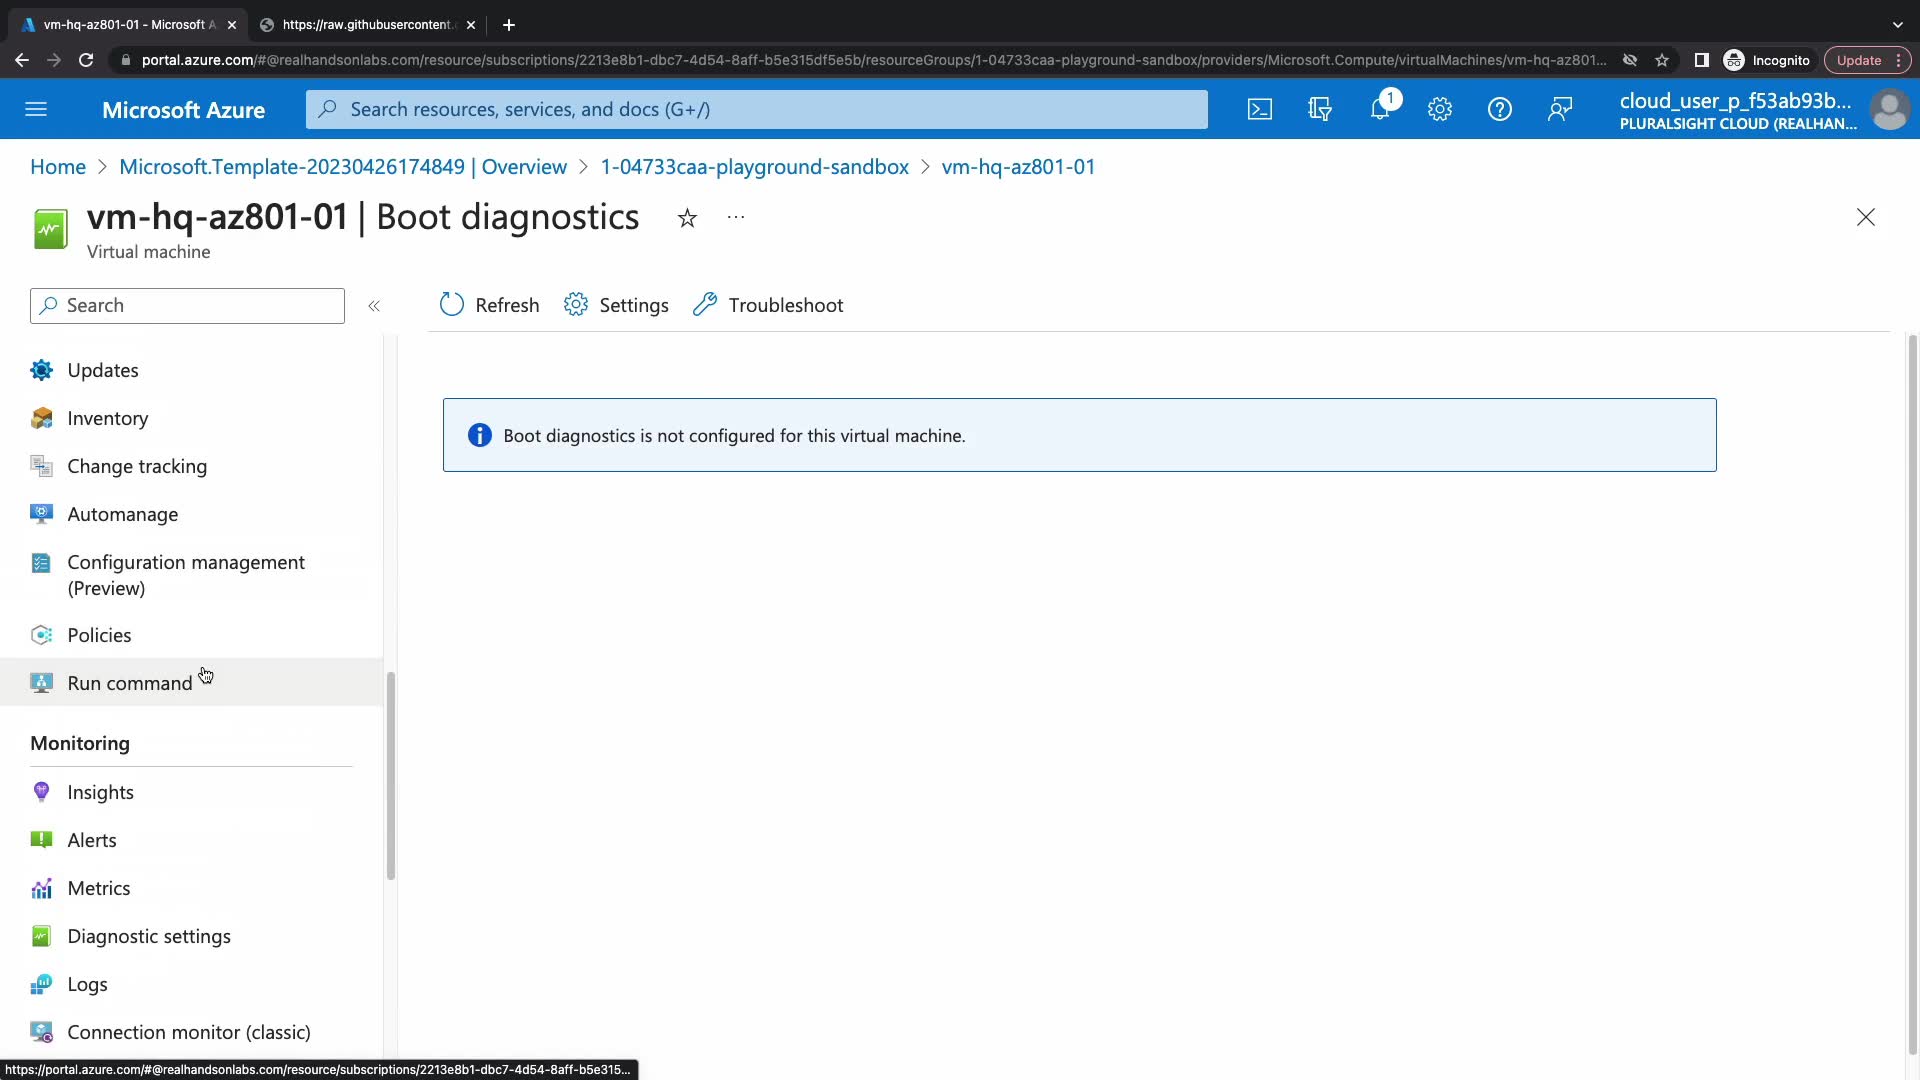 vm-hq-az801-01 - Microsoft A
https://raw.githubusercontent.
portal.azure.com/#@realhandsonlabs.com/resource/subscriptions/2213e8b1-dbc7-4d54-8aff-b5e315df5e5b/resourceGroups/1-04733caa-playground-sandbox/providers/Microsoft.Compute/virtualMachines/vm-hq-az801...
Incognito
Update
Microsoft Azure
Search resources, services, and docs (G+/)
1
cloud_user_p_f53ab93b...
PLURALSIGHT CLOUD (REALHAN...
Home > Microsoft.Template-20230426174849 | Overview > 1-04733caa-playground-sandbox > vm-hq-az801-01
vm-hq-az801-01 | Boot diagnostics
Virtual machine
Search
Refresh
Settings
Troubleshoot
Updates
Inventory
Change tracking
Automanage
Configuration management
(Preview)
Policies
Run command
Monitoring
Insights
Alerts
Metrics
Diagnostic settings
Logs
Connection monitor (classic)
Boot diagnostics is not configured for this virtual machine.
https://portal.azure.com/#@realhandsonlabs.com/resource/subscriptions/2213e8b1-dbc7-4d54-8aff-b5e315...